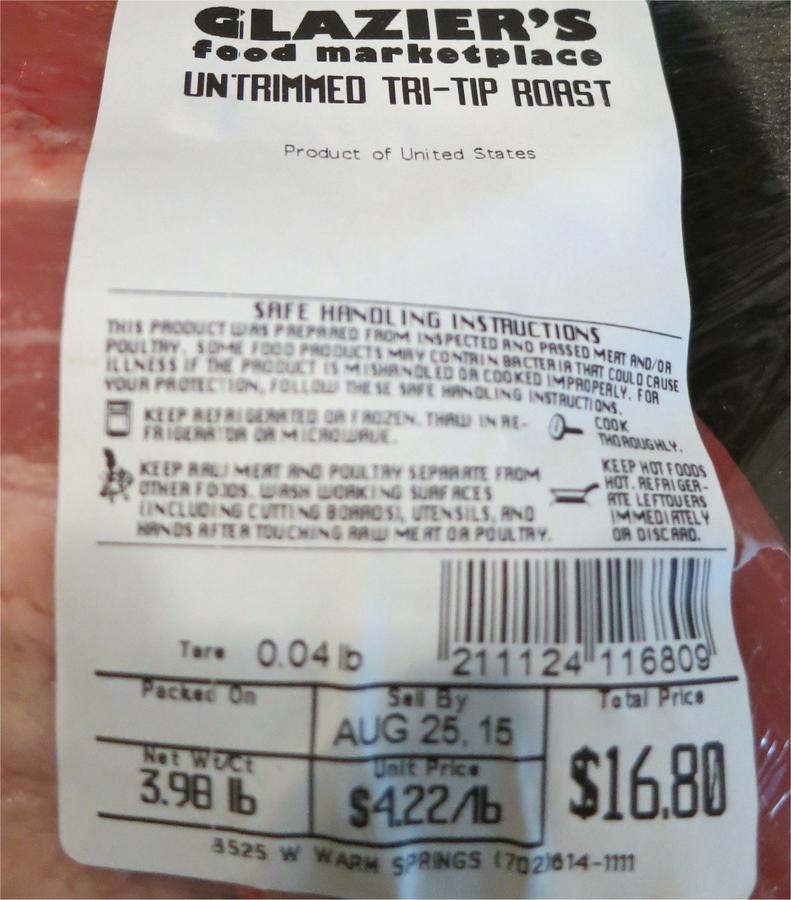 GLAZIER'S
food marketplace
UNTRIMMED TRI-TIP ROAST
Product of United States
SAFE HANDLING INSTRUCTIONS
THIS PRODUCT WAS PREPARED FROM INSPECTED AND PASSED MEAT AND/OR
POULTRY. SOME FOOD PRODUCTS MAY CONTAIN BACTERIA THAT COULD CAUSE
ILLNESS IF THE PRODUCT IS MISHANDLED OR COOKED IMPROPERLY. FOR
YOUR PROTECTION, FOLLOW THESE SAFE HANDLING INSTRUCTIONS.
KEEP REFRIGERATED OR FROZEN. THAW IN RE-
FRIGERATOR OR MICROWAVE.
COOK
THOROUGHLY.
KEEP RAW MEAT AND POULTRY SEPARATE FROM
OTHER FOODS. WASH WORKING SURFACES
(INCLUDING CUTTING BOARDS), UTENSILS, AND
HANDS AFTER TOUCHING RAW MEAT OR POULTRY.
KEEP HOT FOODS
HOT. REFRIGER-
ATE LEFTOVERS
IMMEDIATELY
OR DISCARD.
Tare 0.04 lb
211124 116809
Packed On
Sell By
AUG 25, 15
Total Price
$16.80
Net Wt/Ct
3.98 lb
Unit Price
$4.22/lb
8525 W WARM SPRINGS (702)614-1111